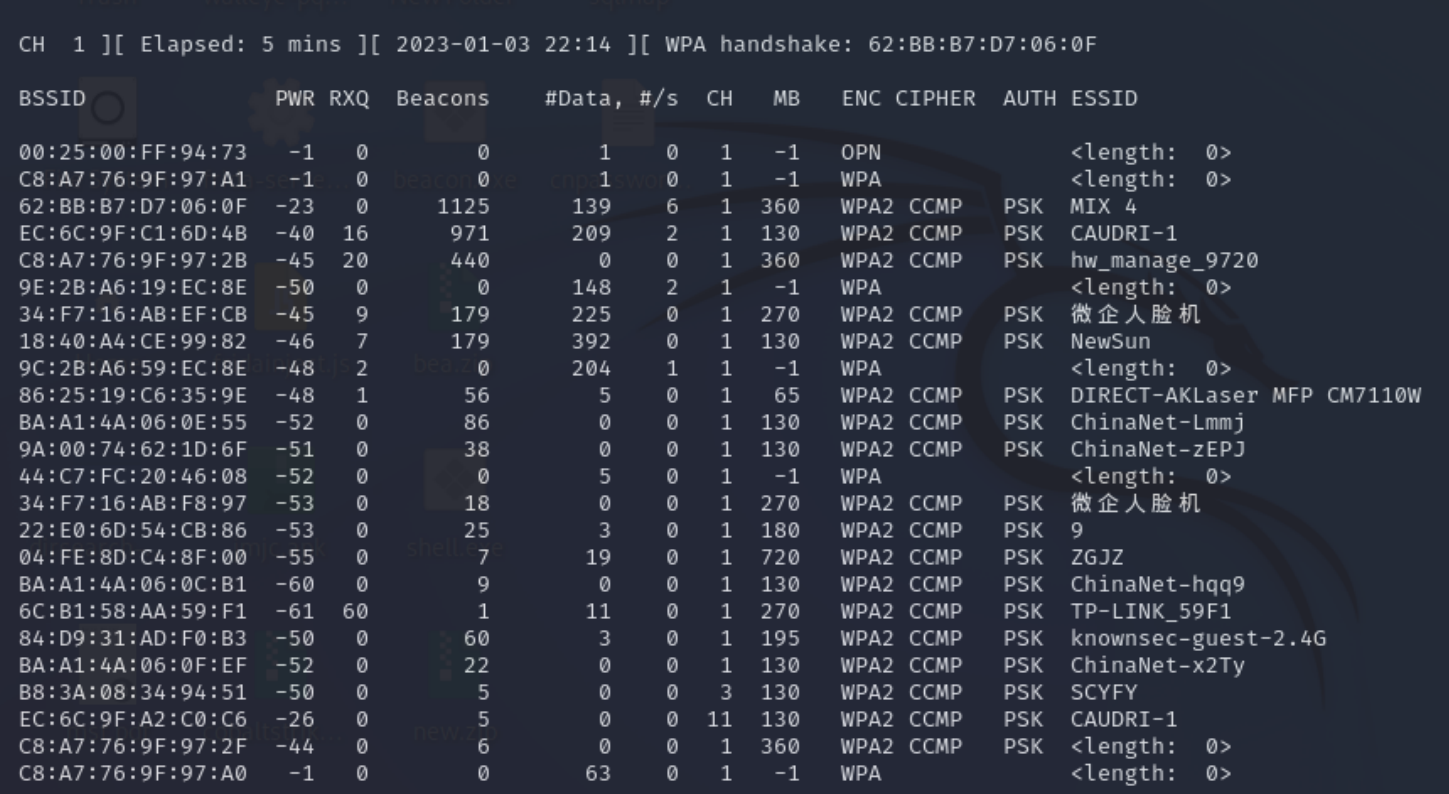 CH  1 ][ Elapsed: 5 mins ][ 2023-01-03 22:14 ][ WPA handshake: 62:BB:B7:D7:06:0F
BSSID              PWR RXQ  Beacons    #Data, #/s  CH   MB   ENC CIPHER  AUTH ESSID
00:25:00:FF:94:73   -1   0        0        1    0   1   -1   OPN              <length:  0>
C8:A7:76:9F:97:A1   -1   0        0        1    0   1   -1   WPA              <length:  0>
62:BB:B7:D7:06:0F  -23   0     1125      139    6   1  360   WPA2 CCMP   PSK  MIX 4
EC:6C:9F:C1:6D:4B  -40  16      971      209    2   1  130   WPA2 CCMP   PSK  CAUDRI-1
C8:A7:76:9F:97:2B  -45  20      440        0    0   1  360   WPA2 CCMP   PSK  hw_manage_9720
9E:2B:A6:19:EC:8E  -50   0        0      148    2   1   -1   WPA              <length:  0>
34:F7:16:AB:EF:CB  -45   9      179      225    0   1  270   WPA2 CCMP   PSK  微企人脸机
18:40:A4:CE:99:82  -46   7      179      392    0   1  130   WPA2 CCMP   PSK  NewSun
9C:2B:A6:59:EC:8E  -48   2        0      204    1   1   -1   WPA              <length:  0>
86:25:19:C6:35:9E  -48   1       56        5    0   1   65   WPA2 CCMP   PSK  DIRECT-AKLaser MFP CM7110W
BA:A1:4A:06:0E:55  -52   0       86        0    0   1  130   WPA2 CCMP   PSK  ChinaNet-Lmmj
9A:00:74:62:1D:6F  -51   0       38        0    0   1  130   WPA2 CCMP   PSK  ChinaNet-zEPJ
44:C7:FC:20:46:08  -52   0        0        5    0   1   -1   WPA              <length:  0>
34:F7:16:AB:F8:97  -53   0       18        0    0   1  270   WPA2 CCMP   PSK  微企人脸机
22:E0:6D:54:CB:86  -53   0       25        3    0   1  180   WPA2 CCMP   PSK  9
04:FE:8D:C4:8F:00  -55   0        7       19    0   1  720   WPA2 CCMP   PSK  ZGJZ
BA:A1:4A:06:0C:B1  -60   0        9        0    0   1  130   WPA2 CCMP   PSK  ChinaNet-hqq9
6C:B1:58:AA:59:F1  -61  60        1       11    0   1  270   WPA2 CCMP   PSK  TP-LINK_59F1
84:D9:31:AD:F0:B3  -50   0       60        3    0   1  195   WPA2 CCMP   PSK  knownsec-guest-2.4G
BA:A1:4A:06:0F:EF  -52   0       22        0    0   1  130   WPA2 CCMP   PSK  ChinaNet-x2Ty
B8:3A:08:34:94:51  -50   0        5        0    0   3  130   WPA2 CCMP   PSK  SCYFY
EC:6C:9F:A2:C0:C6  -26   0        5        0    0  11  130   WPA2 CCMP   PSK  CAUDRI-1
C8:A7:76:9F:97:2F  -44   0        6        0    0   1  360   WPA2 CCMP   PSK  <length:  0>
C8:A7:76:9F:97:A0   -1   0        0       63    0   1   -1   WPA              <length:  0>